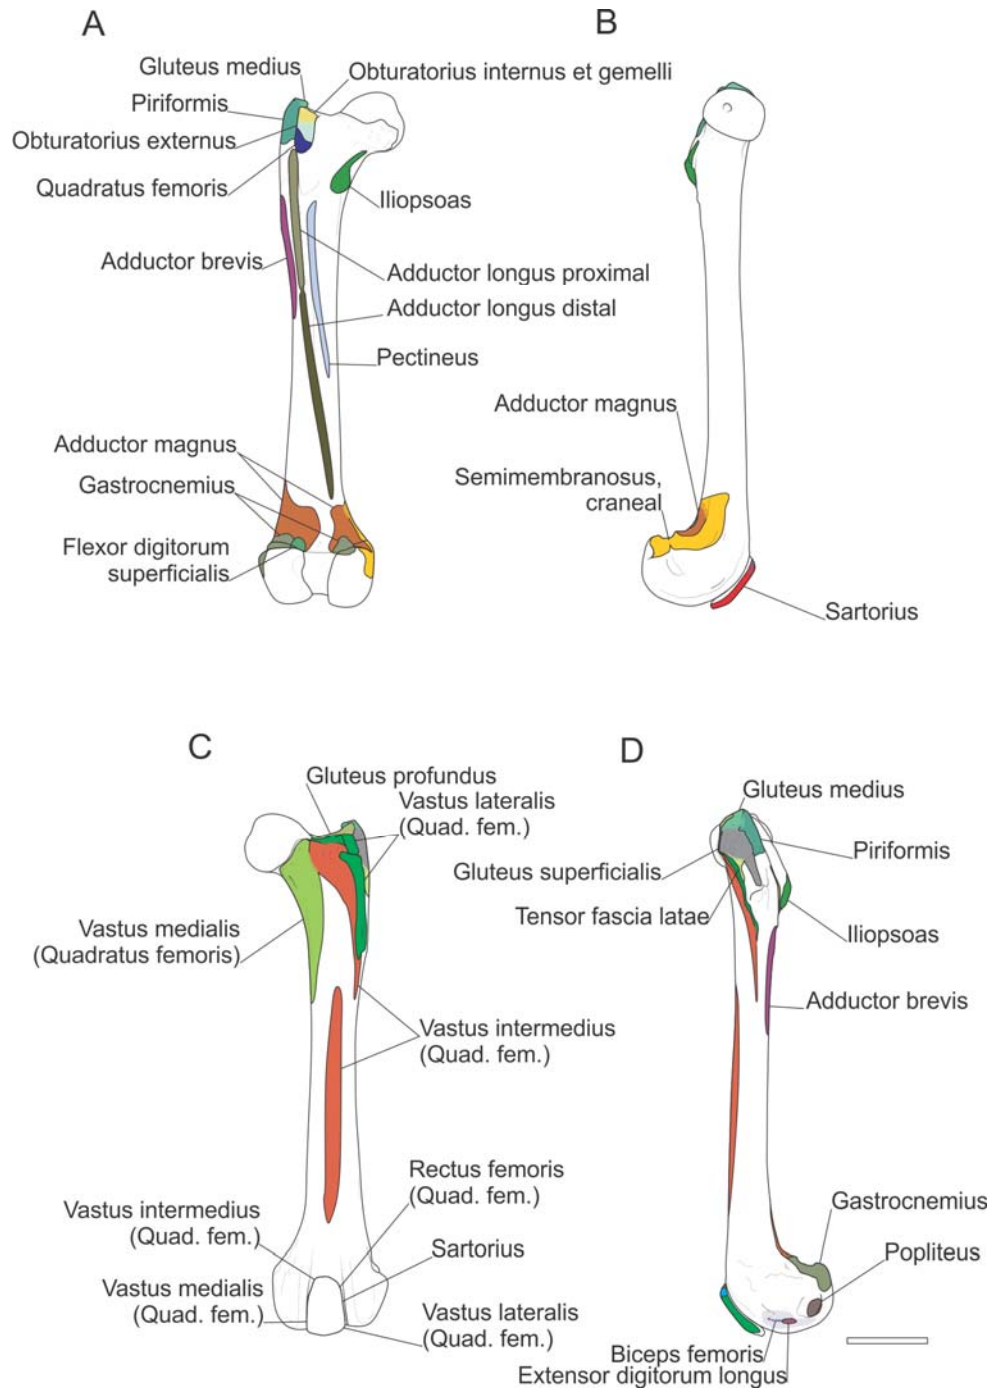 A
Gluteus medius
Obturatorius internus et gemelli
Piriformis
Obturatorius externus
Quadratus femoris
Iliopsoas
Adductor brevis
Adductor longus proximal
Adductor longus distal
Pectineus
Adductor magnus
Gastrocnemius
Flexor digitorum
superficialis
B
Adductor magnus
Semimembranosus,
craneal
Sartorius
C
Gluteus profundus
Vastus lateralis
(Quad. fem.)
Vastus medialis
(Quadratus femoris)
Vastus intermedius
(Quad. fem.)
Rectus femoris
(Quad. fem.)
Vastus intermedius
(Quad. fem.)
Sartorius
Vastus medialis
(Quad. fem.)
Vastus lateralis
(Quad. fem.)
D
Gluteus medius
Piriformis
Gluteus superficialis
Tensor fascia latae
Iliopsoas
Adductor brevis
Gastrocnemius
Popliteus
Biceps femoris
Extensor digitorum longus